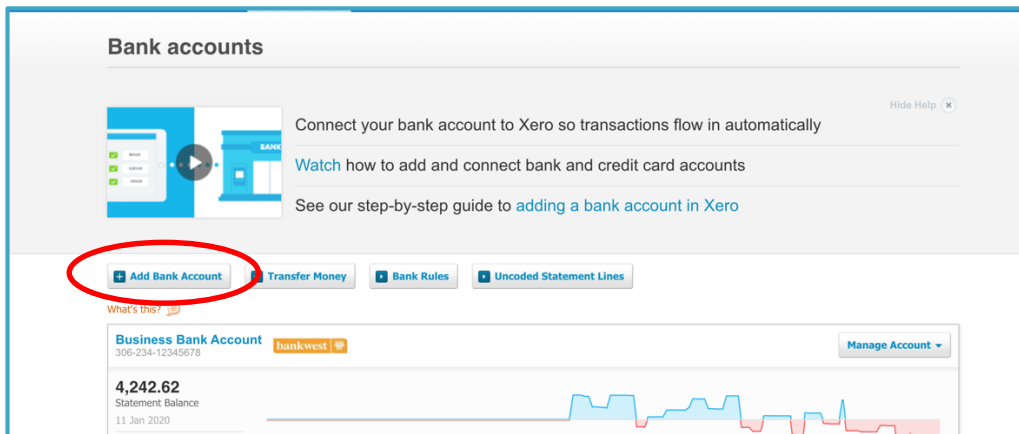 Bank accounts
Hide Help
Connect your bank account to Xero so transactions flow in automatically
BANK
Watch how to add and connect bank and credit card accounts
See our step-by-step guide to adding a bank account in Xero
Add Bank Account Transfer Money Bank Rules Uncoded Statement Lines
What's this?
Business Bank Account bankwest Manage Account
306-234-12345678
4,242.62
Statement Balance
11 Jan 2020